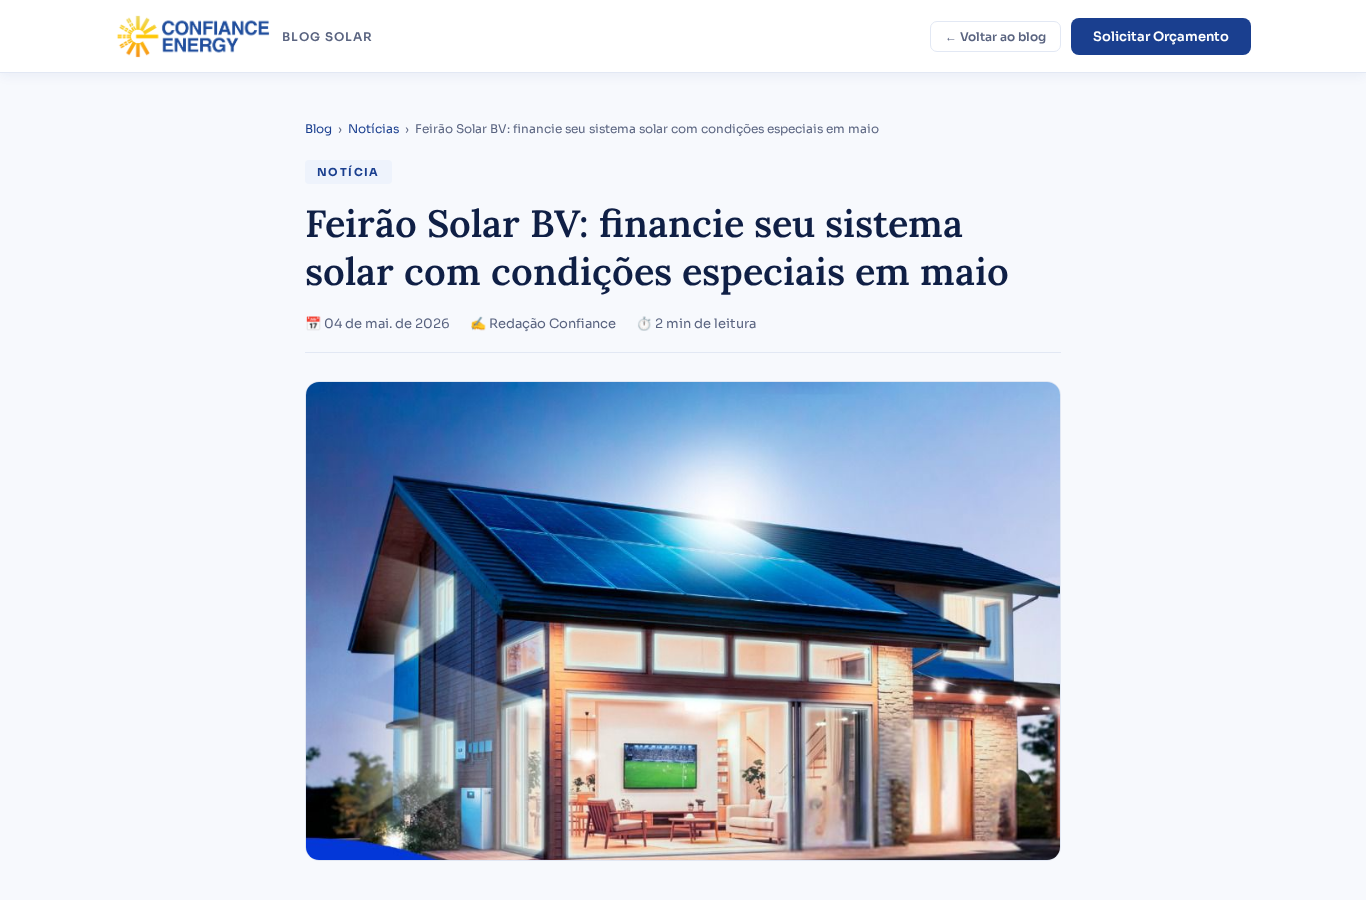 CONFIANCE
ENERGY
BLOG SOLAR
← Voltar ao blog
Solicitar Orçamento
Blog › Notícias › Feirão Solar BV: financie seu sistema solar com condições especiais em maio
NOTÍCIA
Feirão Solar BV: financie seu sistema
solar com condições especiais em maio
📅 04 de mai. de 2026 ✍️ Redação Confiance ⏱️ 2 min de leitura